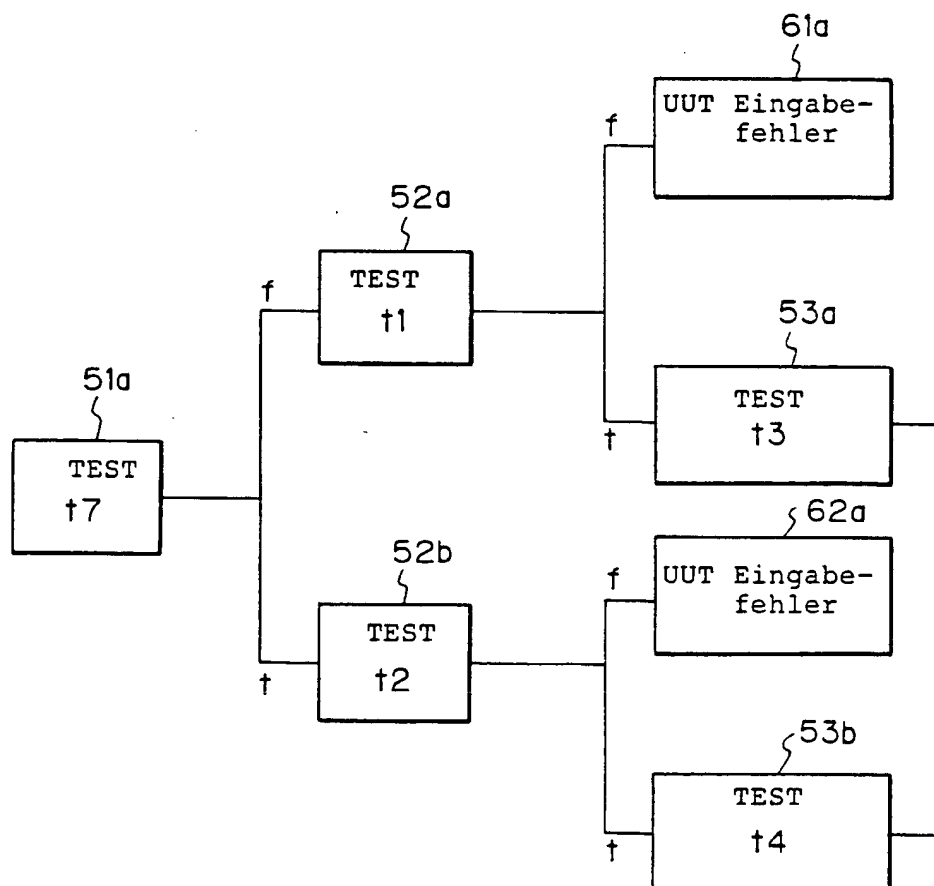 61a
UUT Eingabe-
fehler
f
52a
TEST
t1
f
53a
TEST
t3
t
51a
TEST
t7
62a
UUT Eingabe-
fehler
f
52b
TEST
t2
t
53b
TEST
t4
t